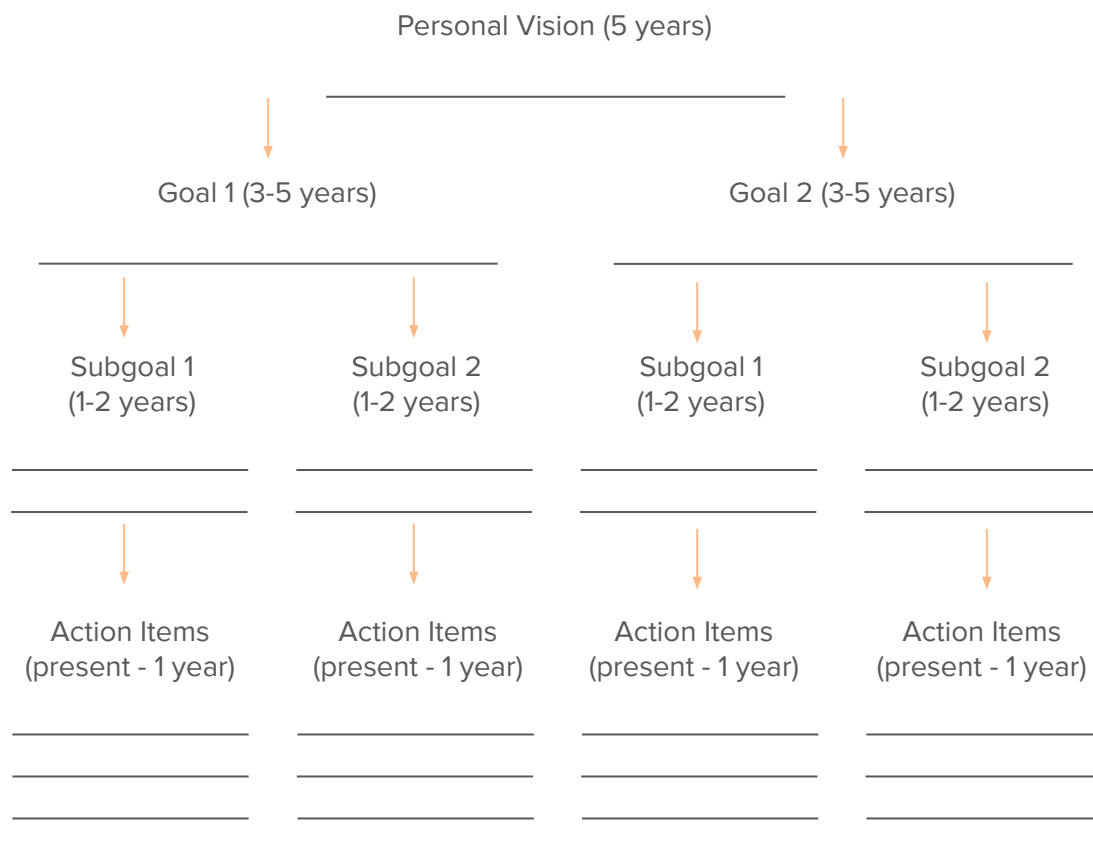 Personal Vision (5 years)
Goal 1 (3-5 years)
Goal 2 (3-5 years)
Subgoal 1
(1-2 years)
Subgoal 2
(1-2 years)
Subgoal 1
(1-2 years)
Subgoal 2
(1-2 years)
Action Items
(present - 1 year)
Action Items
(present - 1 year)
Action Items
(present - 1 year)
Action Items
(present - 1 year)